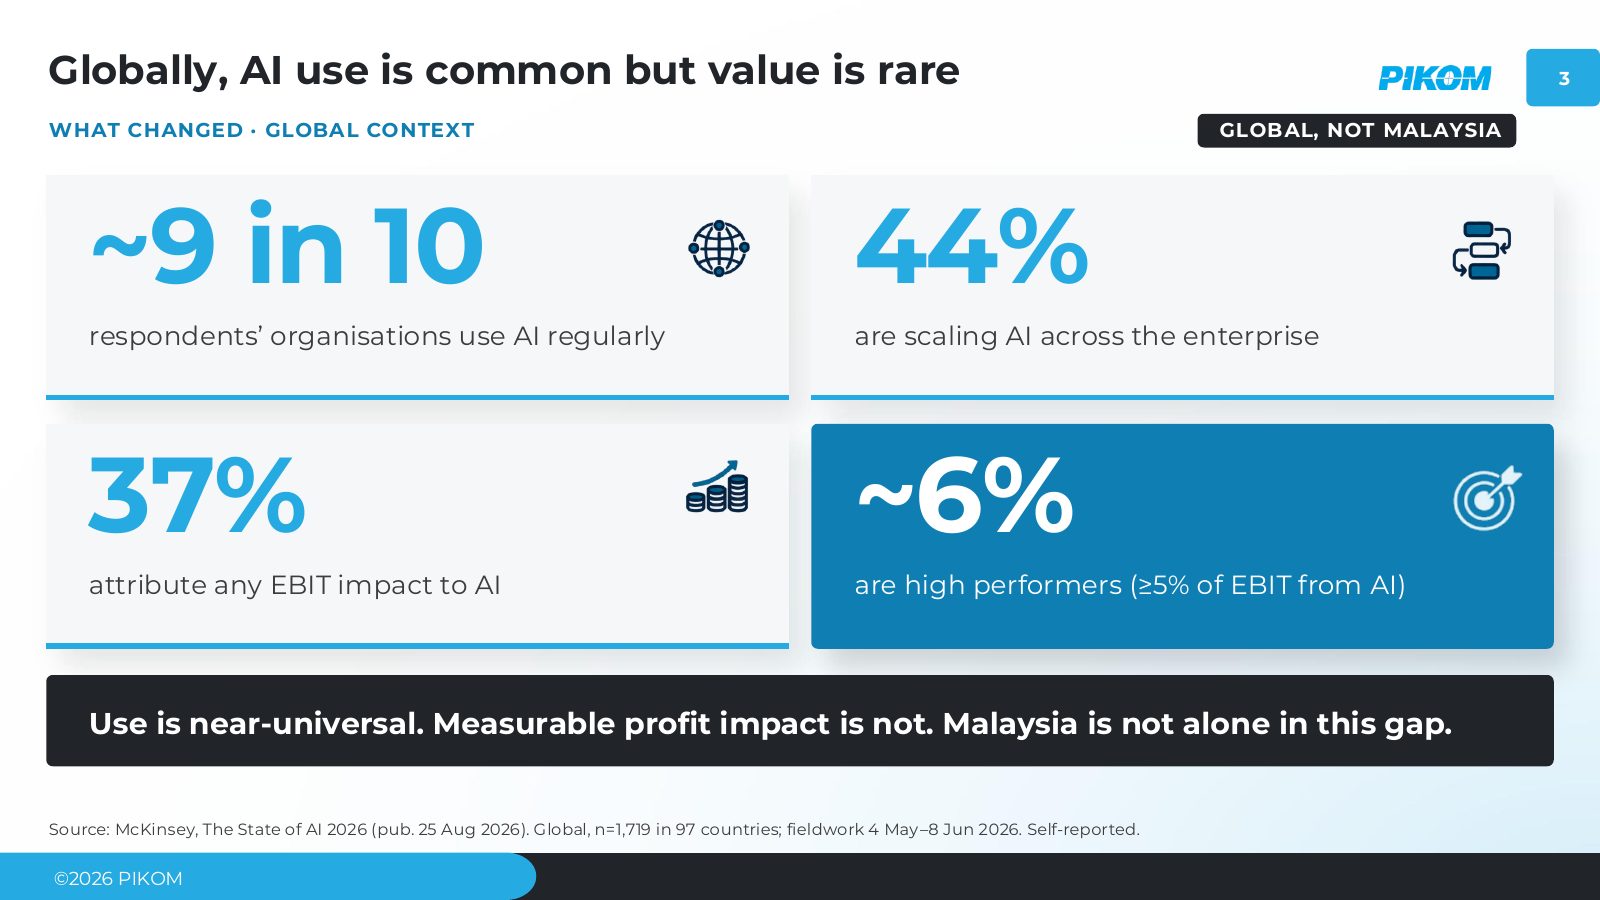 Globally, AI use is common but value is rare
PIKOM
3
WHAT CHANGED · GLOBAL CONTEXT
GLOBAL, NOT MALAYSIA
~9 in 10
respondents’ organisations use AI regularly
44%
are scaling AI across the enterprise
37%
attribute any EBIT impact to AI
~6%
are high performers (≥5% of EBIT from AI)
Use is near-universal. Measurable profit impact is not. Malaysia is not alone in this gap.
Source: McKinsey, The State of AI 2026 (pub. 25 Aug 2026). Global, n=1,719 in 97 countries; fieldwork 4 May–8 Jun 2026. Self-reported.
©2026 PIKOM